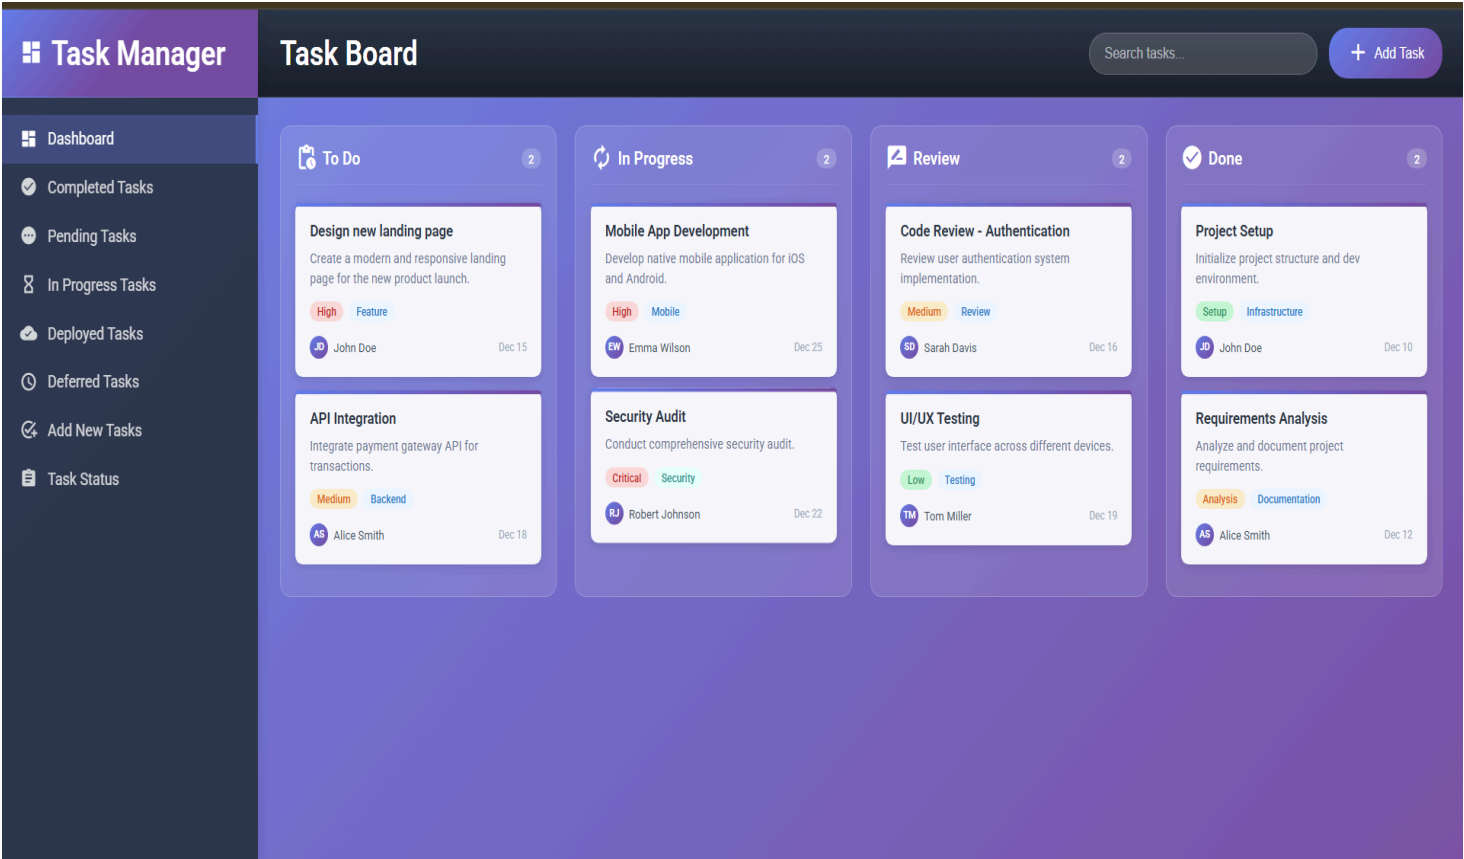 Task Manager
Task Board
Search tasks...
Add Task
Dashboard
Completed Tasks
Pending Tasks
In Progress Tasks
Deployed Tasks
Deferred Tasks
Add New Tasks
Task Status
To Do
2
Design new landing page
Create a modern and responsive landing
page for the new product launch.
High Feature
JD John Doe Dec 15
API Integration
Integrate payment gateway API for
transactions.
Medium Backend
AS Alice Smith Dec 18
In Progress
2
Mobile App Development
Develop native mobile application for iOS
and Android.
High Mobile
EW Emma Wilson Dec 25
Security Audit
Conduct comprehensive security audit.
Critical Security
RJ Robert Johnson Dec 22
Review
2
Code Review - Authentication
Review user authentication system
implementation.
Medium Review
SD Sarah Davis Dec 16
UI/UX Testing
Test user interface across different devices.
Low Testing
TM Tom Miller Dec 19
Done
2
Project Setup
Initialize project structure and dev
environment.
Setup Infrastructure
JD John Doe Dec 10
Requirements Analysis
Analyze and document project
requirements.
Analysis Documentation
AS Alice Smith Dec 12